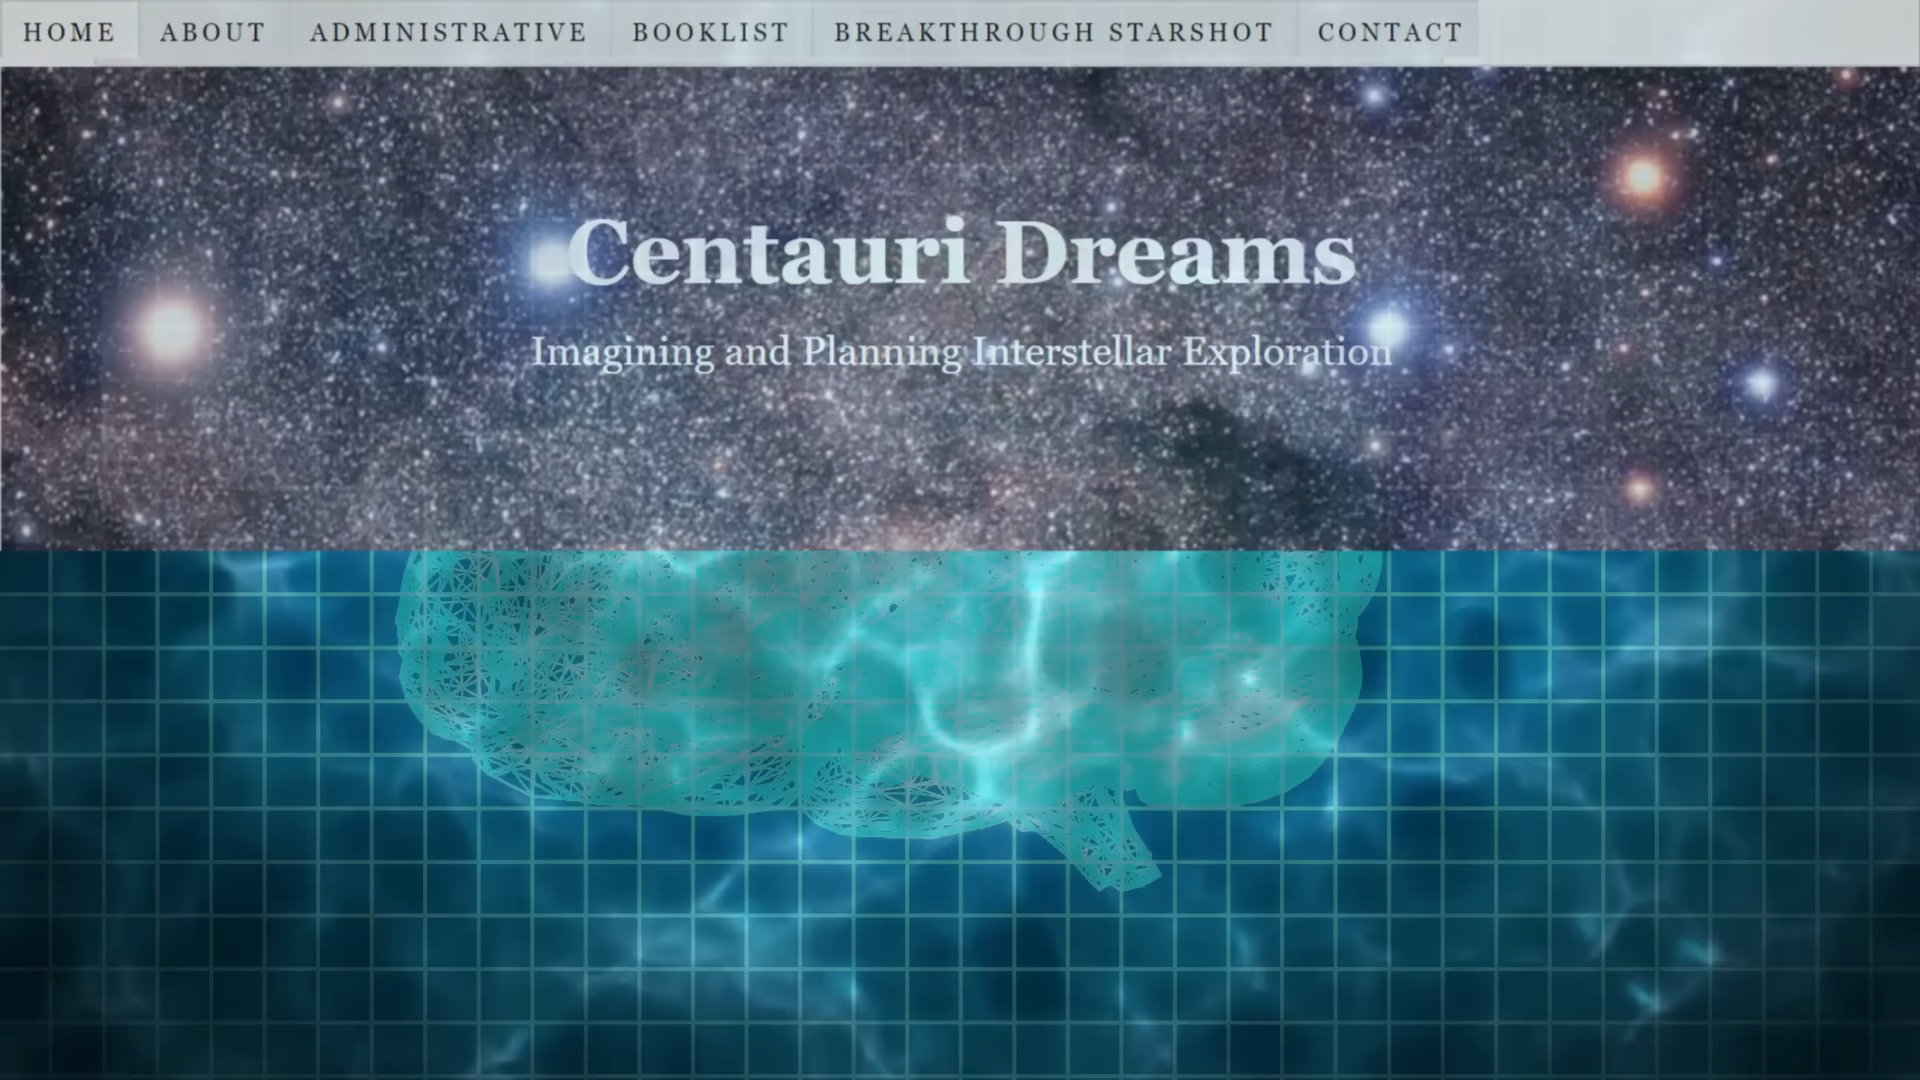 HOME ABOUT ADMINISTRATIVE BOOKLIST BREAKTHROUGH STARSHOT CONTACT
Centauri Dreams
Imagining and Planning Interstellar Exploration